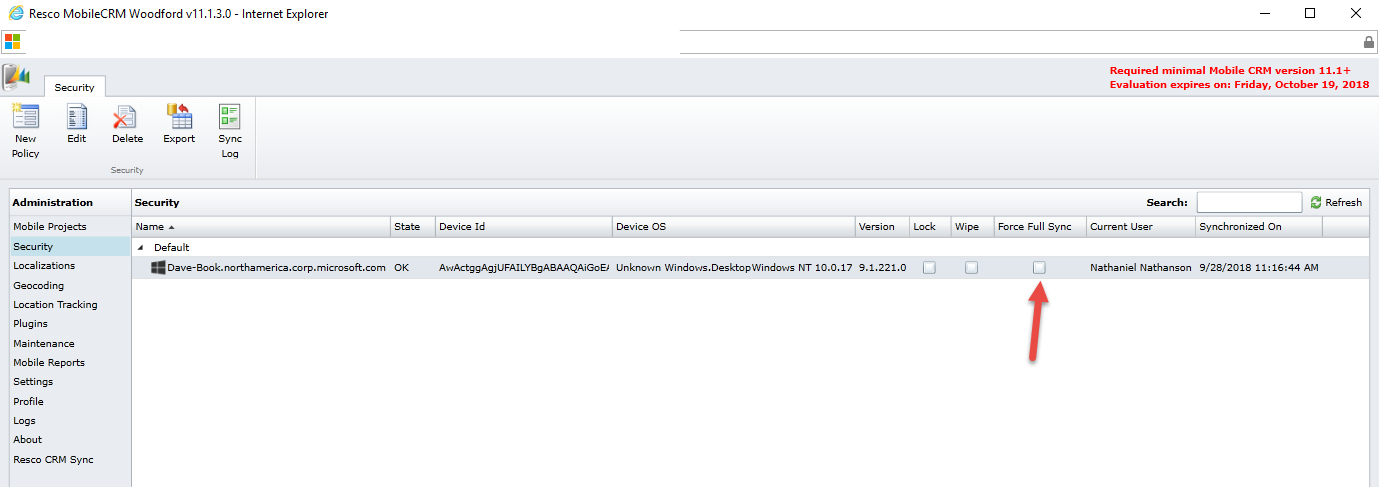 Resco MobileCRM Woodford v11.1.3.0 - Internet Explorer
Security
Required minimal Mobile CRM version 11.1+
Evaluation expires on: Friday, October 19, 2018
New Policy
Edit
Delete
Export
Sync Log
Security
Administration
Security
Search:
Refresh
Mobile Projects
Name
State
Device Id
Device OS
Version
Lock
Wipe
Force Full Sync
Current User
Synchronized On
Security
Default
Localizations
Dave-Book.northamerica.corp.microsoft.com
OK
AwActggAgjUFAILYBgABAAQAiGoEA
Unknown Windows.DesktopWindows NT 10.0.17
9.1.221.0
Nathaniel Nathanson
9/28/2018 11:16:44 AM
Geocoding
Location Tracking
Plugins
Maintenance
Mobile Reports
Settings
Profile
Logs
About
Resco CRM Sync